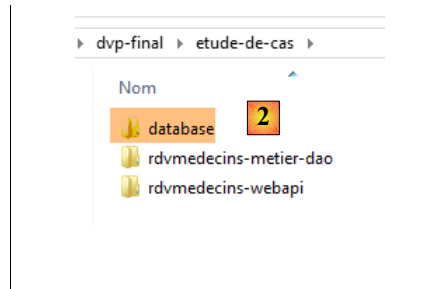 dvp-final etude-de-cas
Nom
database 2
rdvmedecins-metier-dao
rdvmedecins-webapi